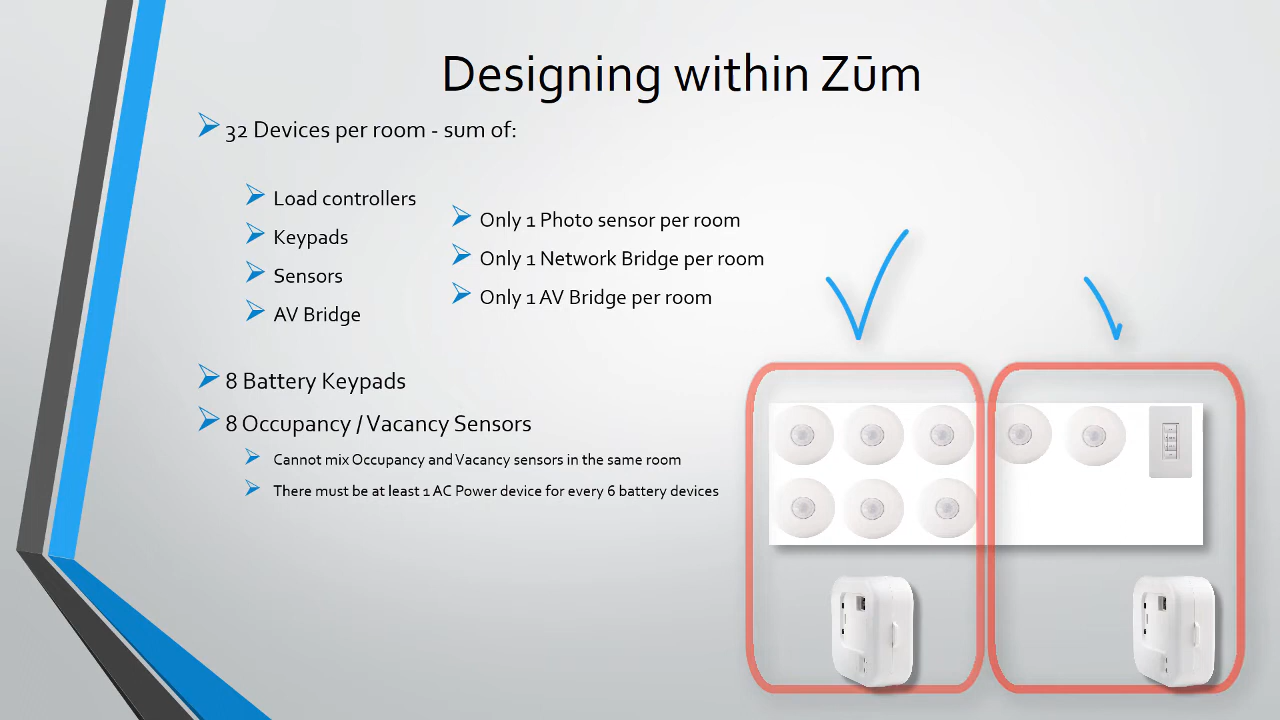 Designing within Zūm
32 Devices per room - sum of:
Load controllers
Keypads
Sensors
AV Bridge
Only 1 Photo sensor per room
Only 1 Network Bridge per room
Only 1 AV Bridge per room
8 Battery Keypads
8 Occupancy / Vacancy Sensors
Cannot mix Occupancy and Vacancy sensors in the same room
There must be at least 1 AC Power device for every 6 battery devices